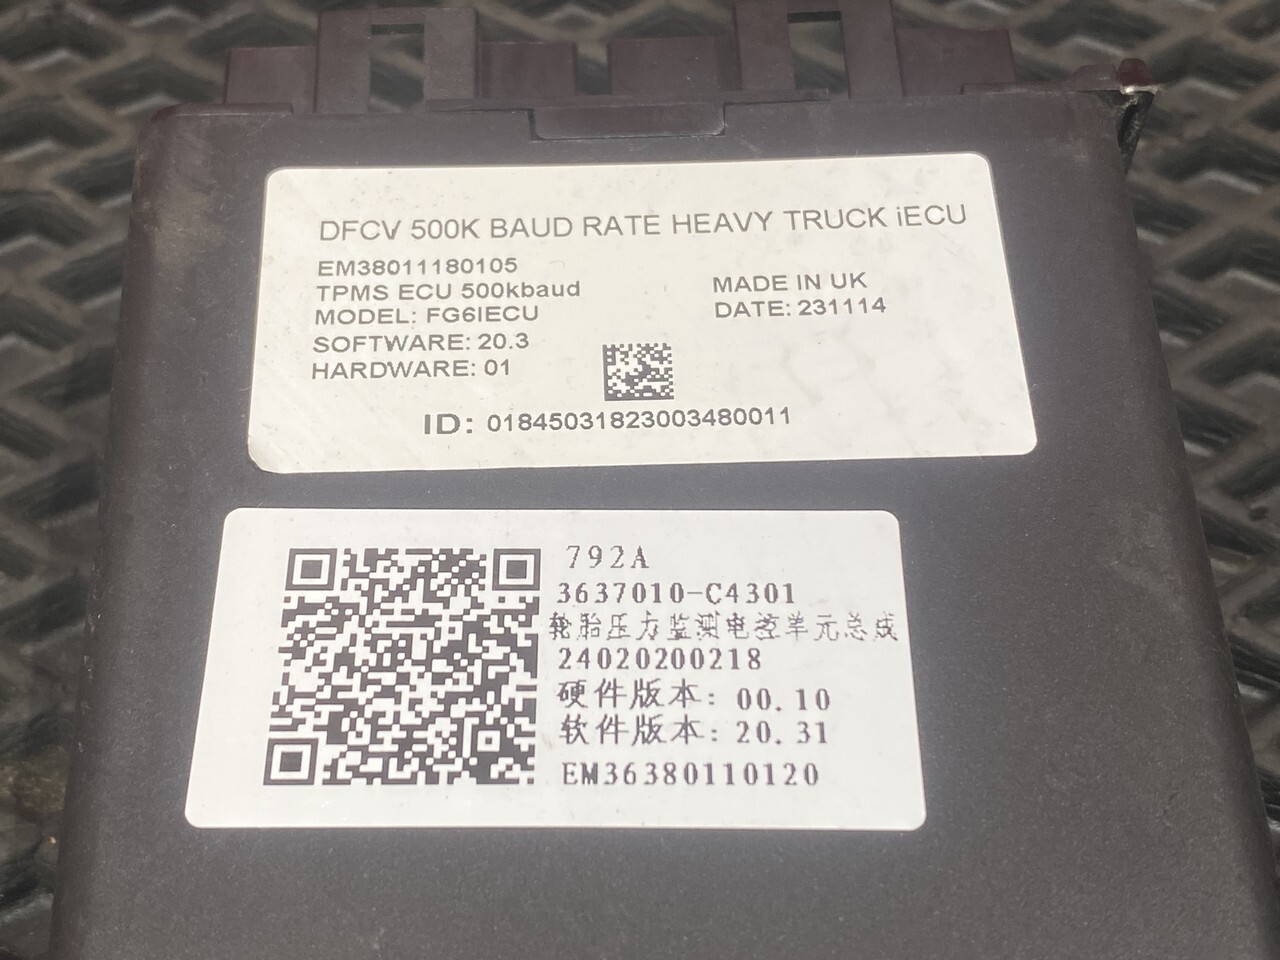 DFCV 500K BAUD RATE HEAVY TRUCK iECU
EM38011180105
TPMS ECU 500kbaud
MODEL: FG6IECU
SOFTWARE: 20.3
HARDWARE: 01
MADE IN UK
DATE: 231114
ID: 01845031823003480011
792A
3637010-C4301
轮胎压力监测电控单元总成
24020200218
硬件版本: 00.10
软件版本: 20.31
EM36380110120